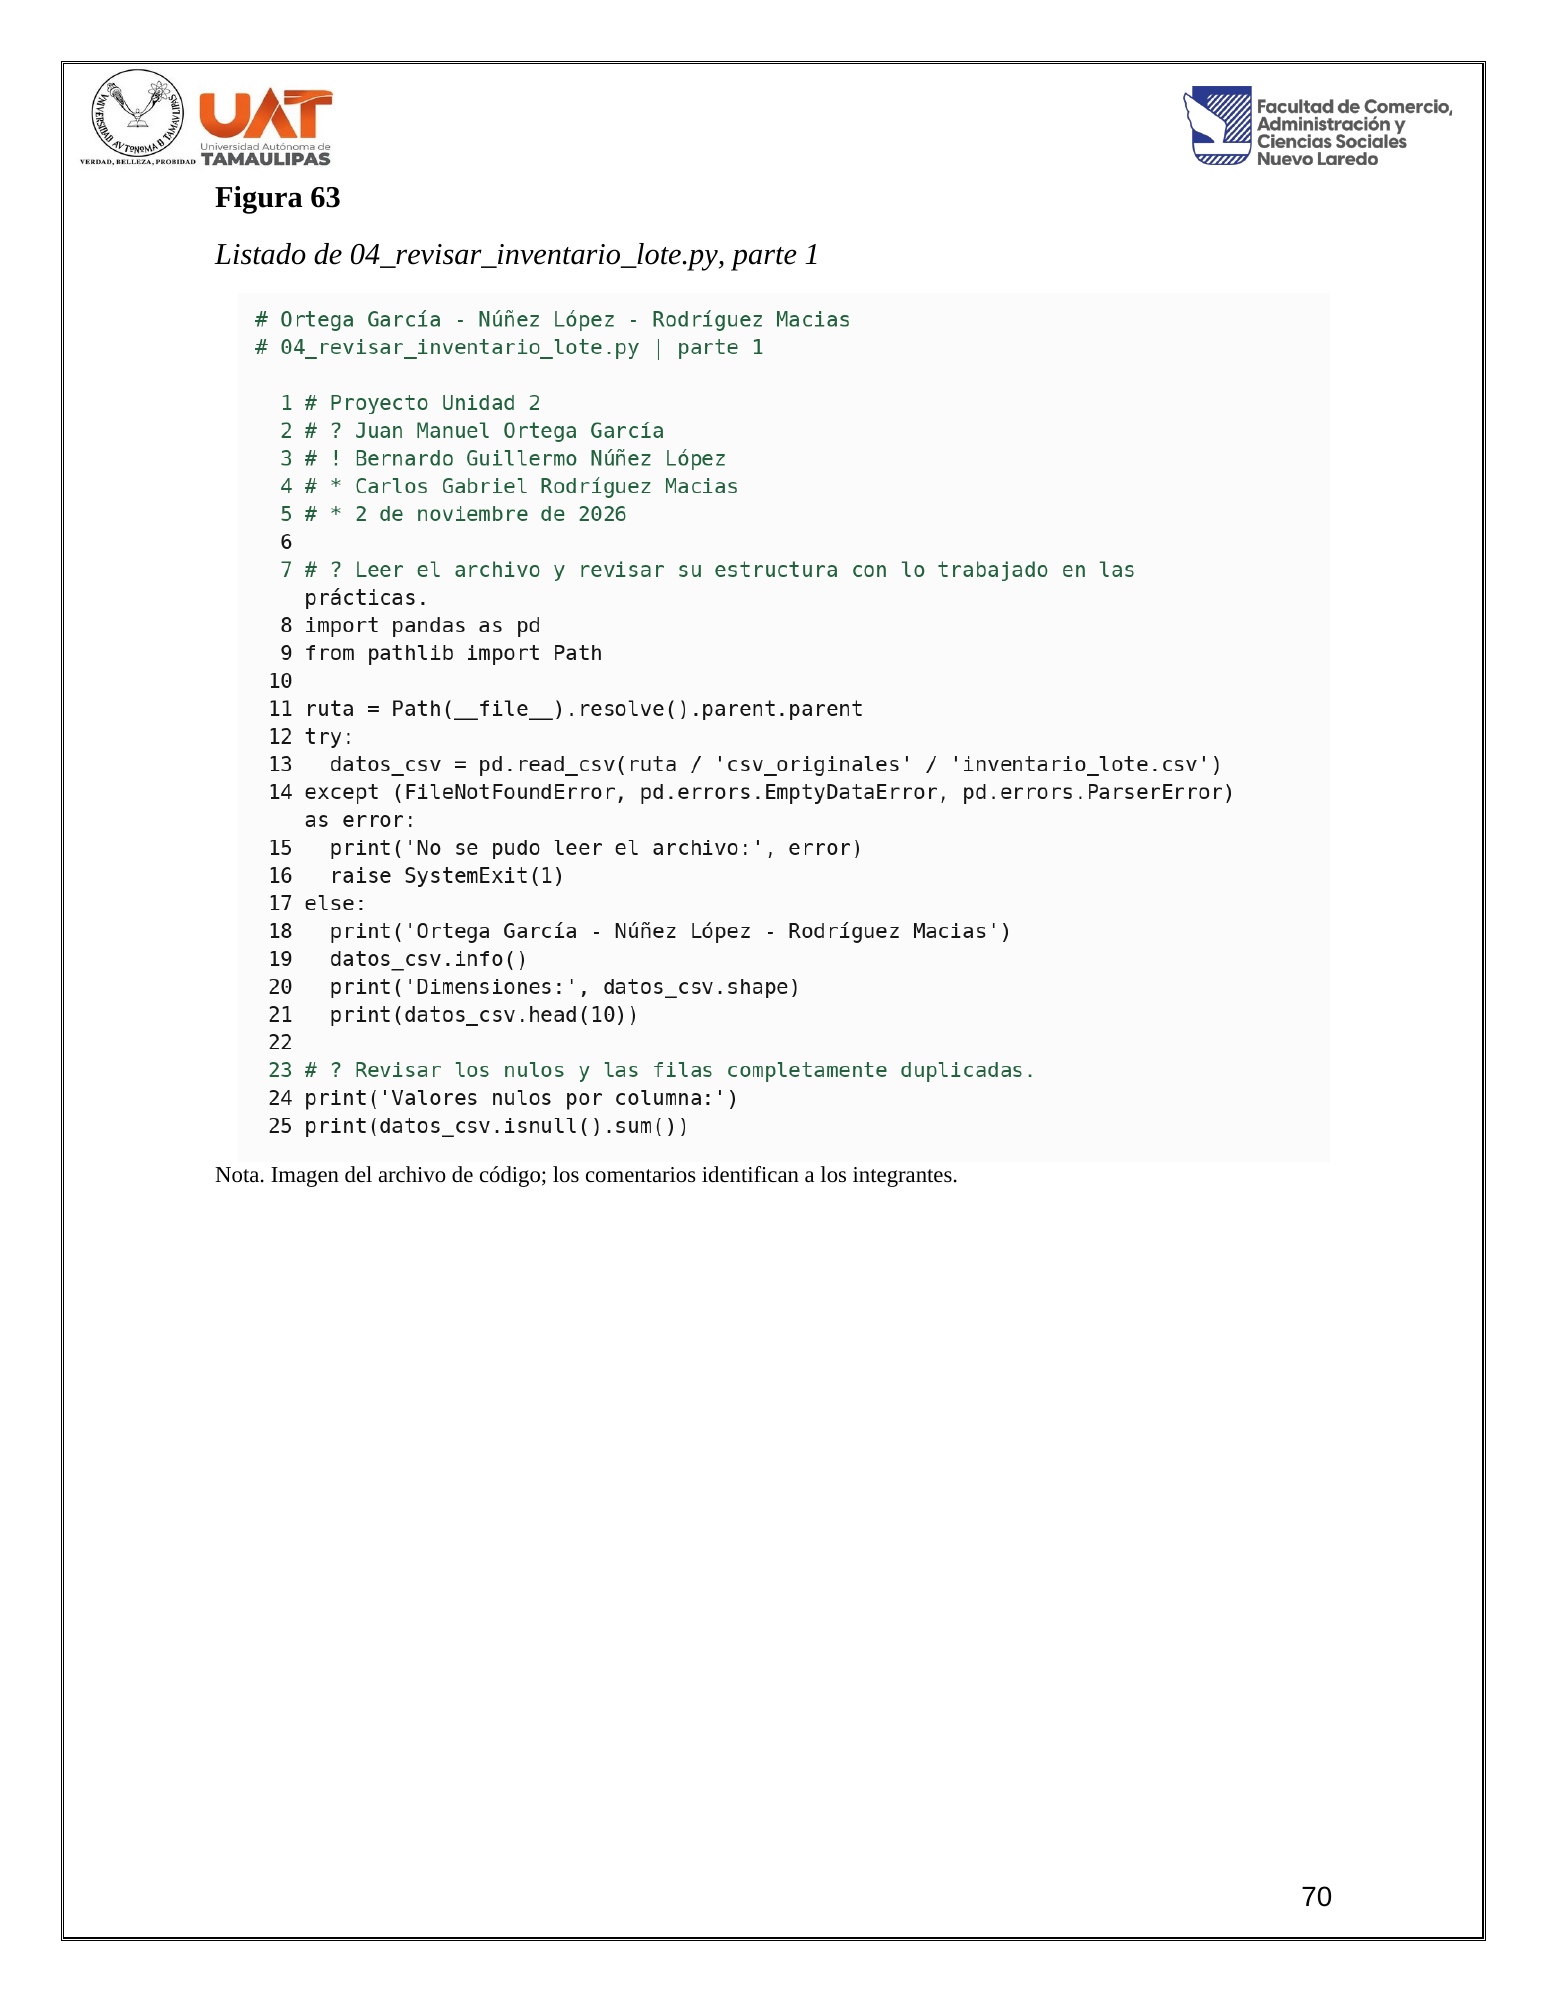 VNIVERSIDAD AVTONOMA D TAMAVLIPAS
VERDAD, BELLEZA, PROBIDAD
UAT
Universidad Autónoma de
TAMAULIPAS
Facultad de Comercio,
Administración y
Ciencias Sociales
Nuevo Laredo
Figura 63
Listado de 04_revisar_inventario_lote.py, parte 1
# Ortega García - Núñez López - Rodríguez Macias
# 04_revisar_inventario_lote.py | parte 1
1 # Proyecto Unidad 2
2 # ? Juan Manuel Ortega García
3 # ! Bernardo Guillermo Núñez López
4 # * Carlos Gabriel Rodríguez Macias
5 # * 2 de noviembre de 2026
6
7 # ? Leer el archivo y revisar su estructura con lo trabajado en las
prácticas.
8 import pandas as pd
9 from pathlib import Path
10
11 ruta = Path(__file__).resolve().parent.parent
12 try:
13   datos_csv = pd.read_csv(ruta / 'csv_originales' / 'inventario_lote.csv')
14 except (FileNotFoundError, pd.errors.EmptyDataError, pd.errors.ParserError)
as error:
15   print('No se pudo leer el archivo:', error)
16   raise SystemExit(1)
17 else:
18   print('Ortega García - Núñez López - Rodríguez Macias')
19   datos_csv.info()
20   print('Dimensiones:', datos_csv.shape)
21   print(datos_csv.head(10))
22
23 # ? Revisar los nulos y las filas completamente duplicadas.
24 print('Valores nulos por columna:')
25 print(datos_csv.isnull().sum())
Nota. Imagen del archivo de código; los comentarios identifican a los integrantes.
70